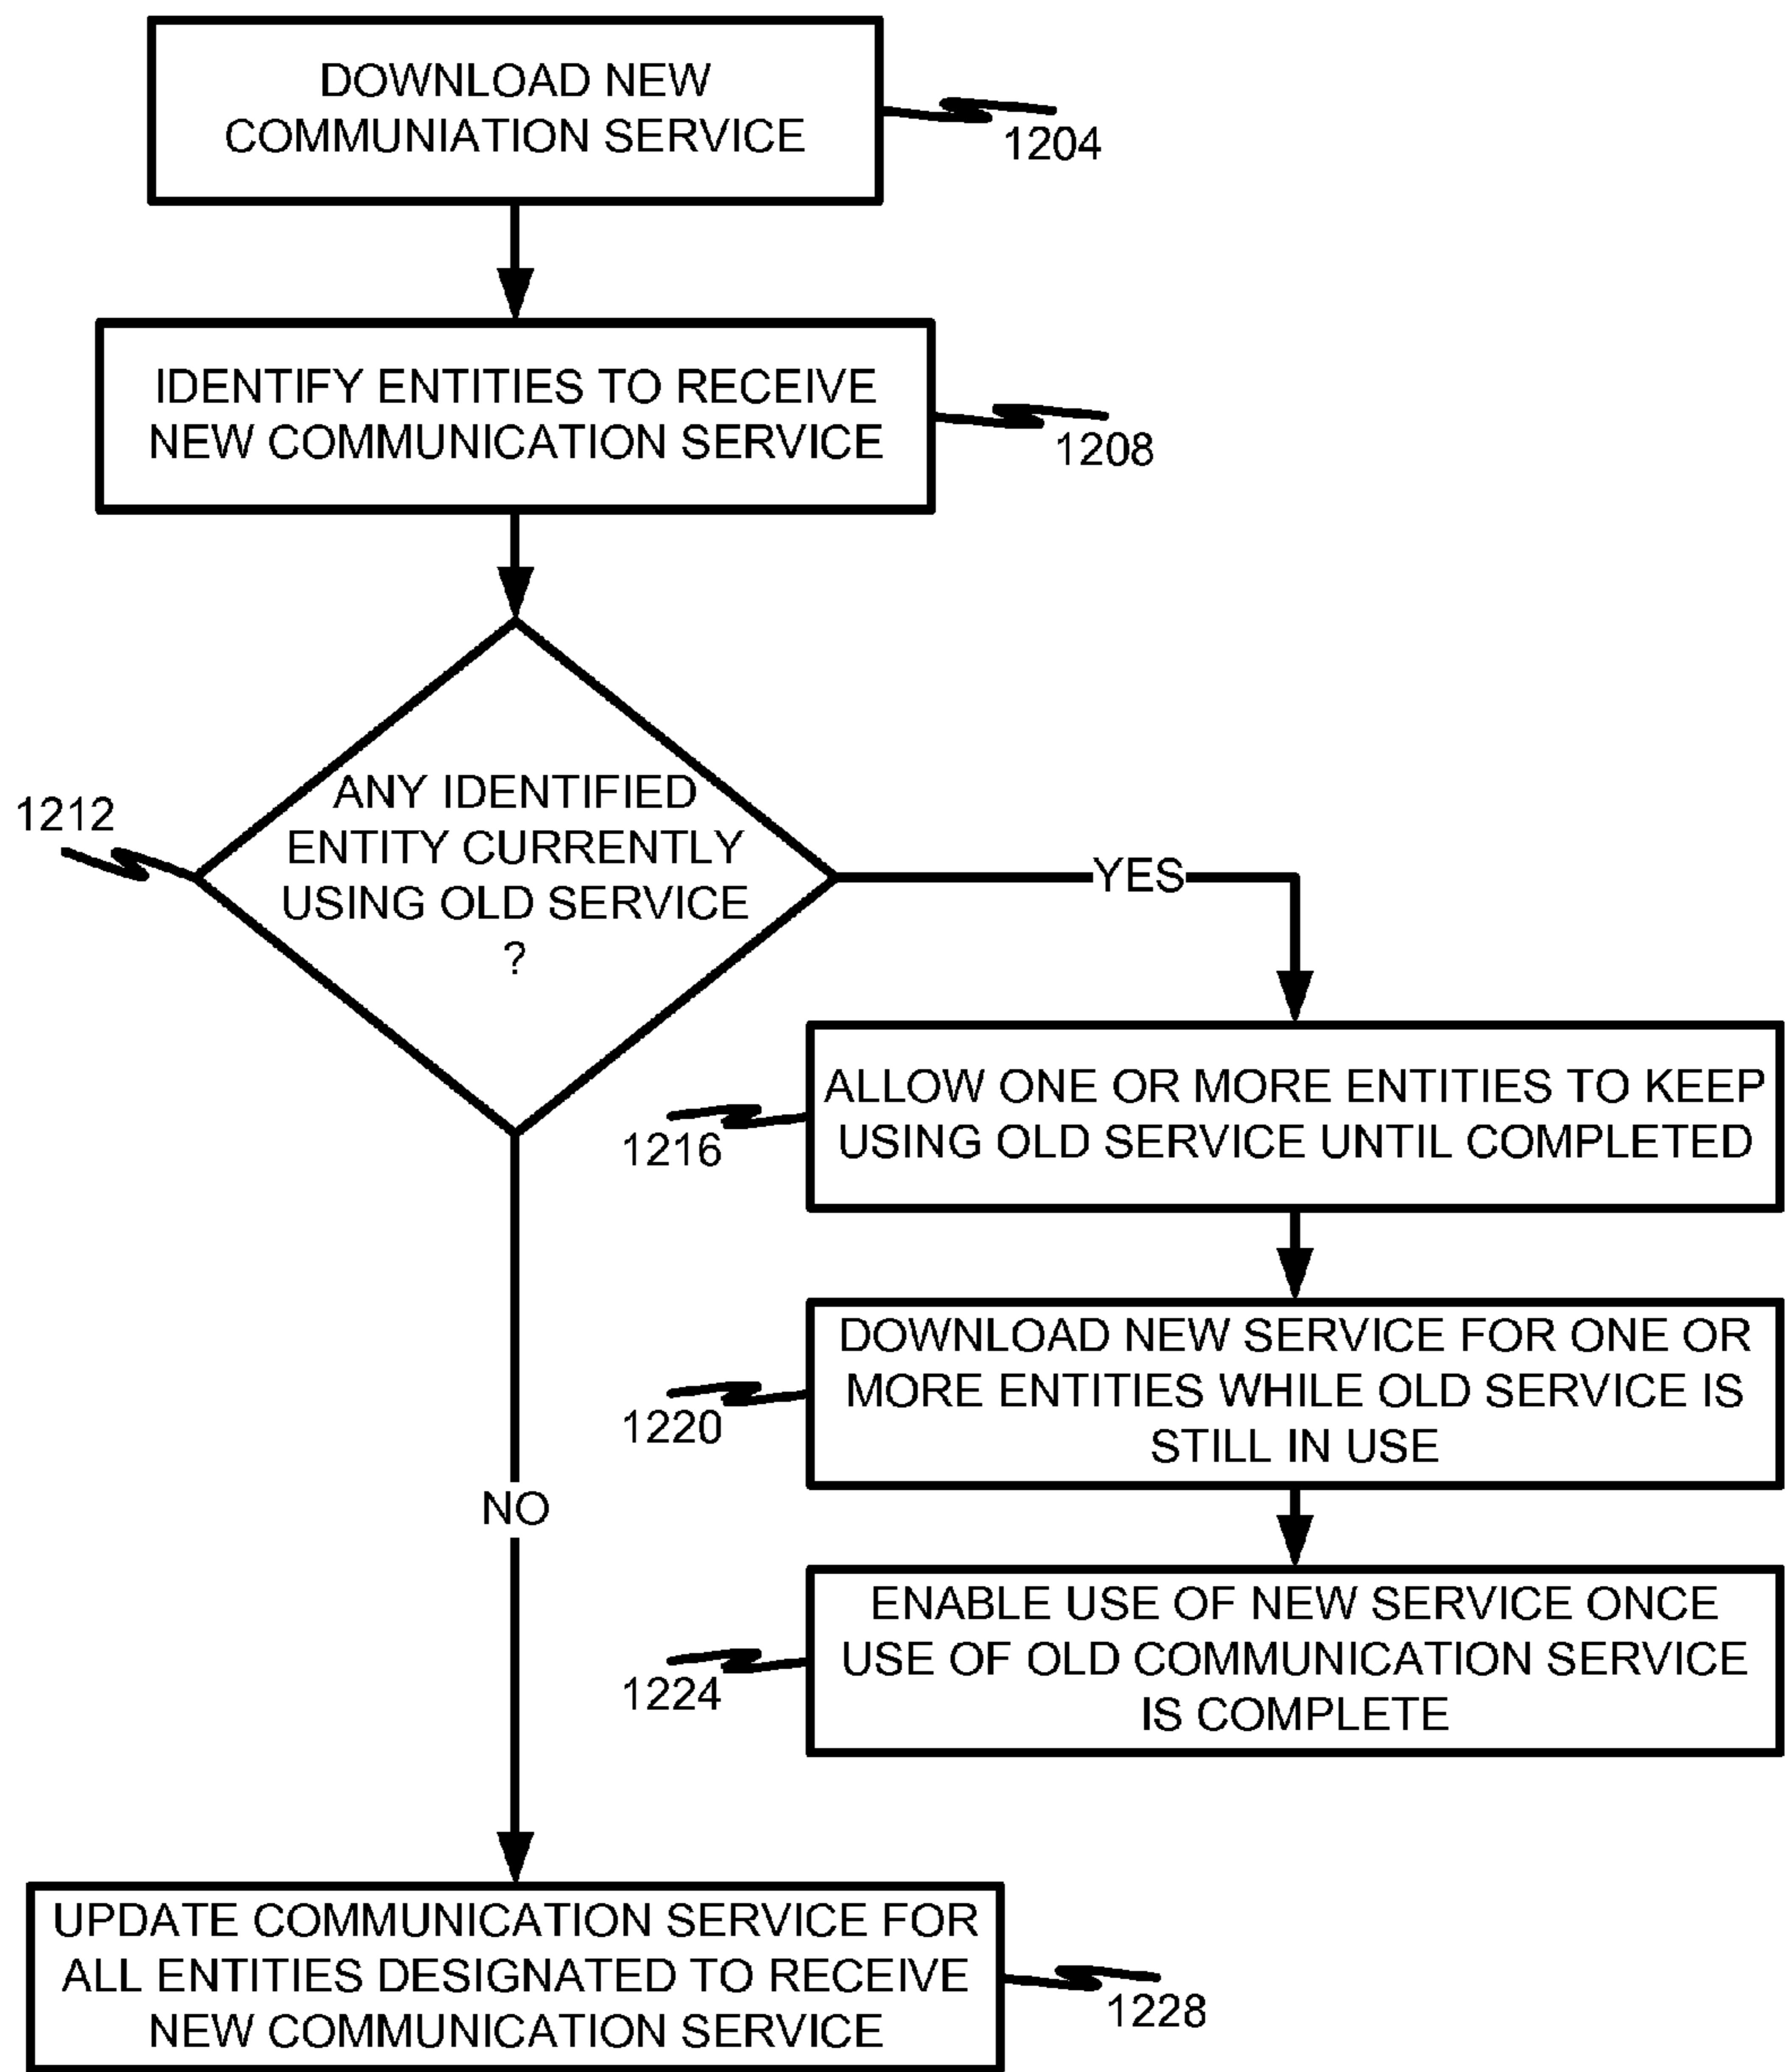 DOWNLOAD NEW
COMMUNIATION SERVICE
1204
IDENTIFY ENTITIES TO RECEIVE
NEW COMMUNICATION SERVICE
1208
ANY IDENTIFIED
ENTITY CURRENTLY
USING OLD SERVICE
?
1212
YES
ALLOW ONE OR MORE ENTITIES TO KEEP
USING OLD SERVICE UNTIL COMPLETED
1216
DOWNLOAD NEW SERVICE FOR ONE OR
MORE ENTITIES WHILE OLD SERVICE IS
STILL IN USE
1220
ENABLE USE OF NEW SERVICE ONCE
USE OF OLD COMMUNICATION SERVICE
IS COMPLETE
1224
NO
UPDATE COMMUNICATION SERVICE FOR
ALL ENTITIES DESIGNATED TO RECEIVE
NEW COMMUNICATION SERVICE
1228